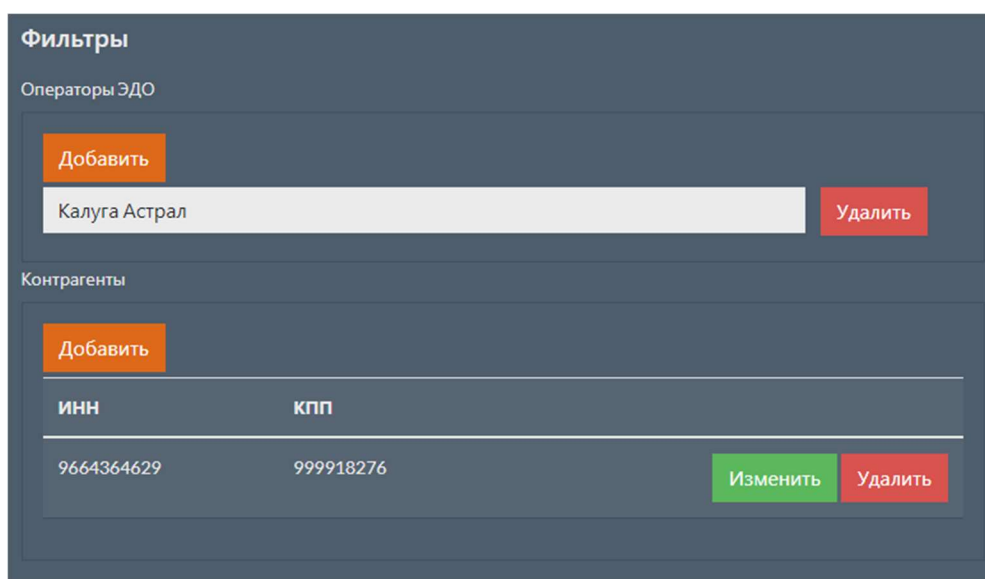 Фильтры
Операторы ЭДО
Добавить
Калуга Астрал Удалить
Контрагенты
Добавить
ИНН КПП
9664364629 999918276 Изменить Удалить